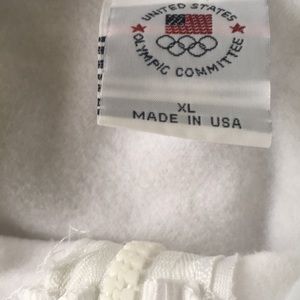 UNITED STATES
OLYMPIC COMMITTEE
XL
MADE IN USA